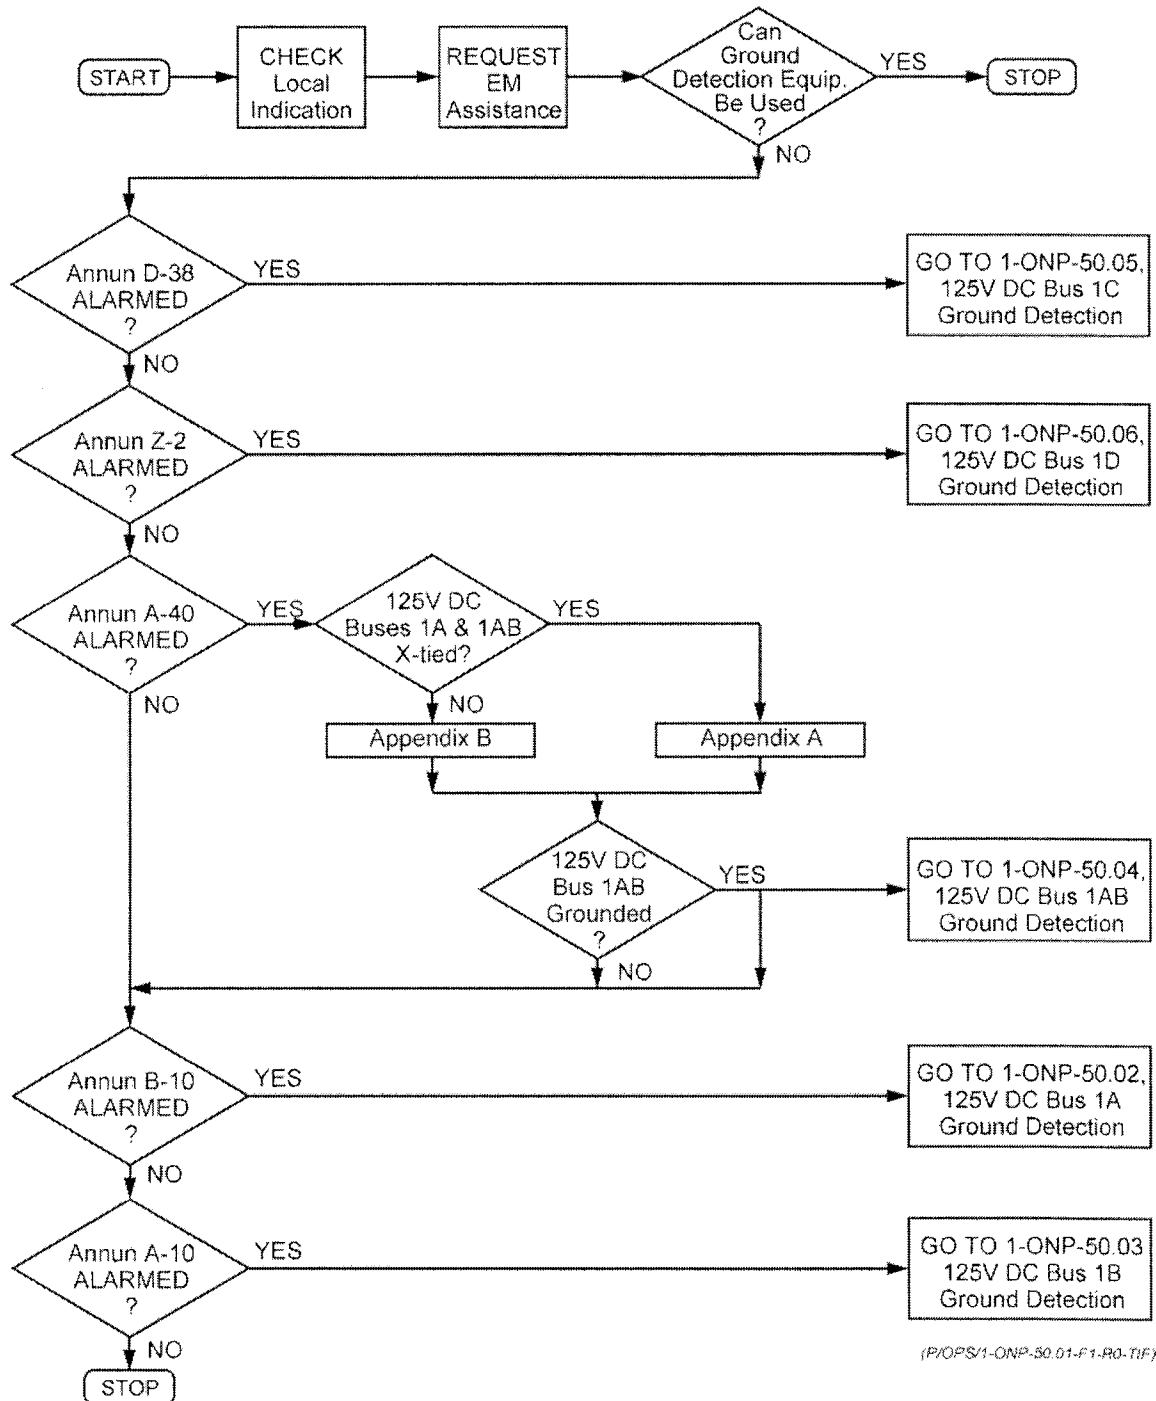 START
CHECK
Local
Indication
REQUEST
EM
Assistance
Can
Ground
Detection Equip.
Be Used
?
YES
STOP
NO
Annun D-38
ALARMED
?
YES
GO TO 1-ONP-50.05,
125V DC Bus 1C
Ground Detection
NO
Annun Z-2
ALARMED
?
YES
GO TO 1-ONP-50.06,
125V DC Bus 1D
Ground Detection
NO
Annun A-40
ALARMED
?
YES
125V DC
Buses 1A & 1AB
X-tied?
YES
NO
NO
Appendix B
Appendix A
125V DC
Bus 1AB
Grounded
?
YES
GO TO 1-ONP-50.04,
125V DC Bus 1AB
Ground Detection
NO
Annun B-10
ALARMED
?
YES
GO TO 1-ONP-50.02,
125V DC Bus 1A
Ground Detection
NO
Annun A-10
ALARMED
?
YES
GO TO 1-ONP-50.03
125V DC Bus 1B
Ground Detection
NO
STOP
(P/OPS/1-ONP-50.01-F1-R0-TIF)